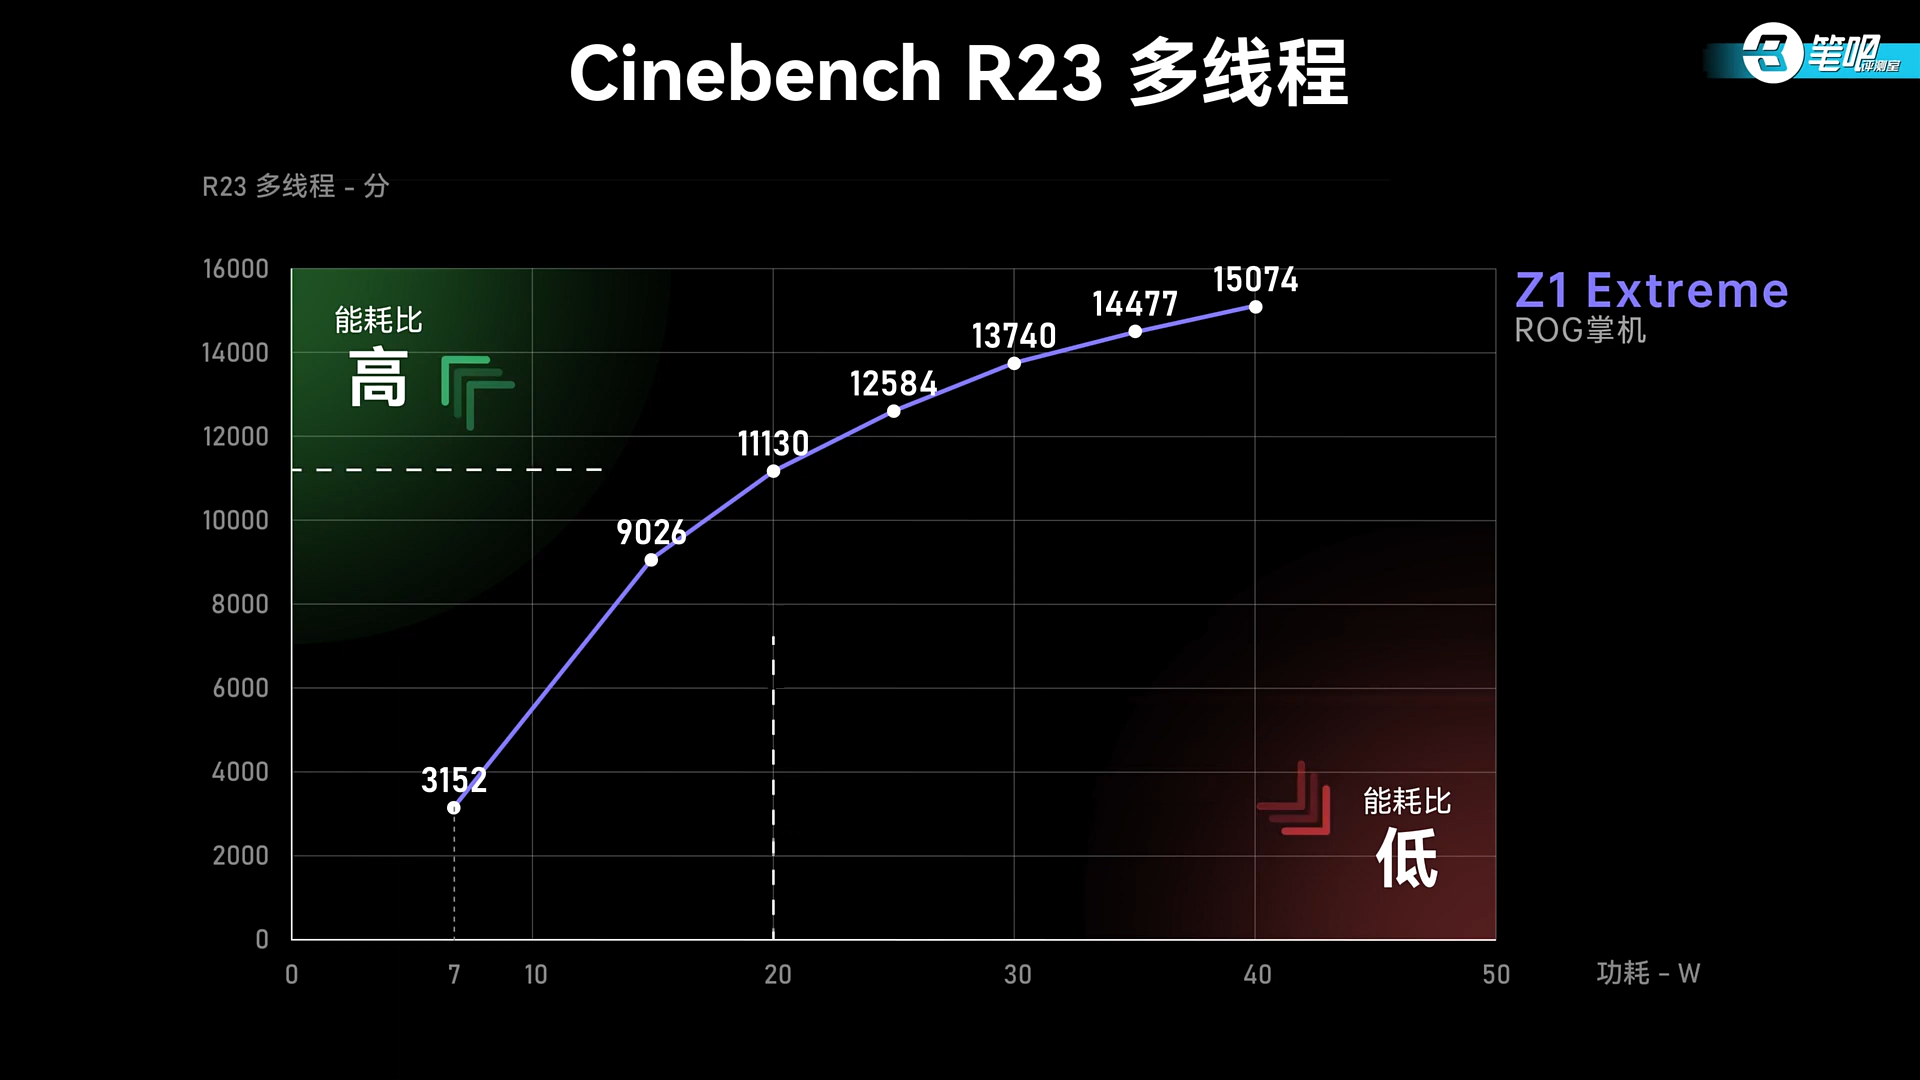 Cinebench R23 多线程
笔吧评测室
R23 多线程 - 分
16000
14000
12000
10000
8000
6000
4000
2000
0
能耗比
高
3152
9026
11130
12584
13740
14477
15074
Z1 Extreme
ROG掌机
能耗比
低
0 7 10 20 30 40 50
功耗 - W